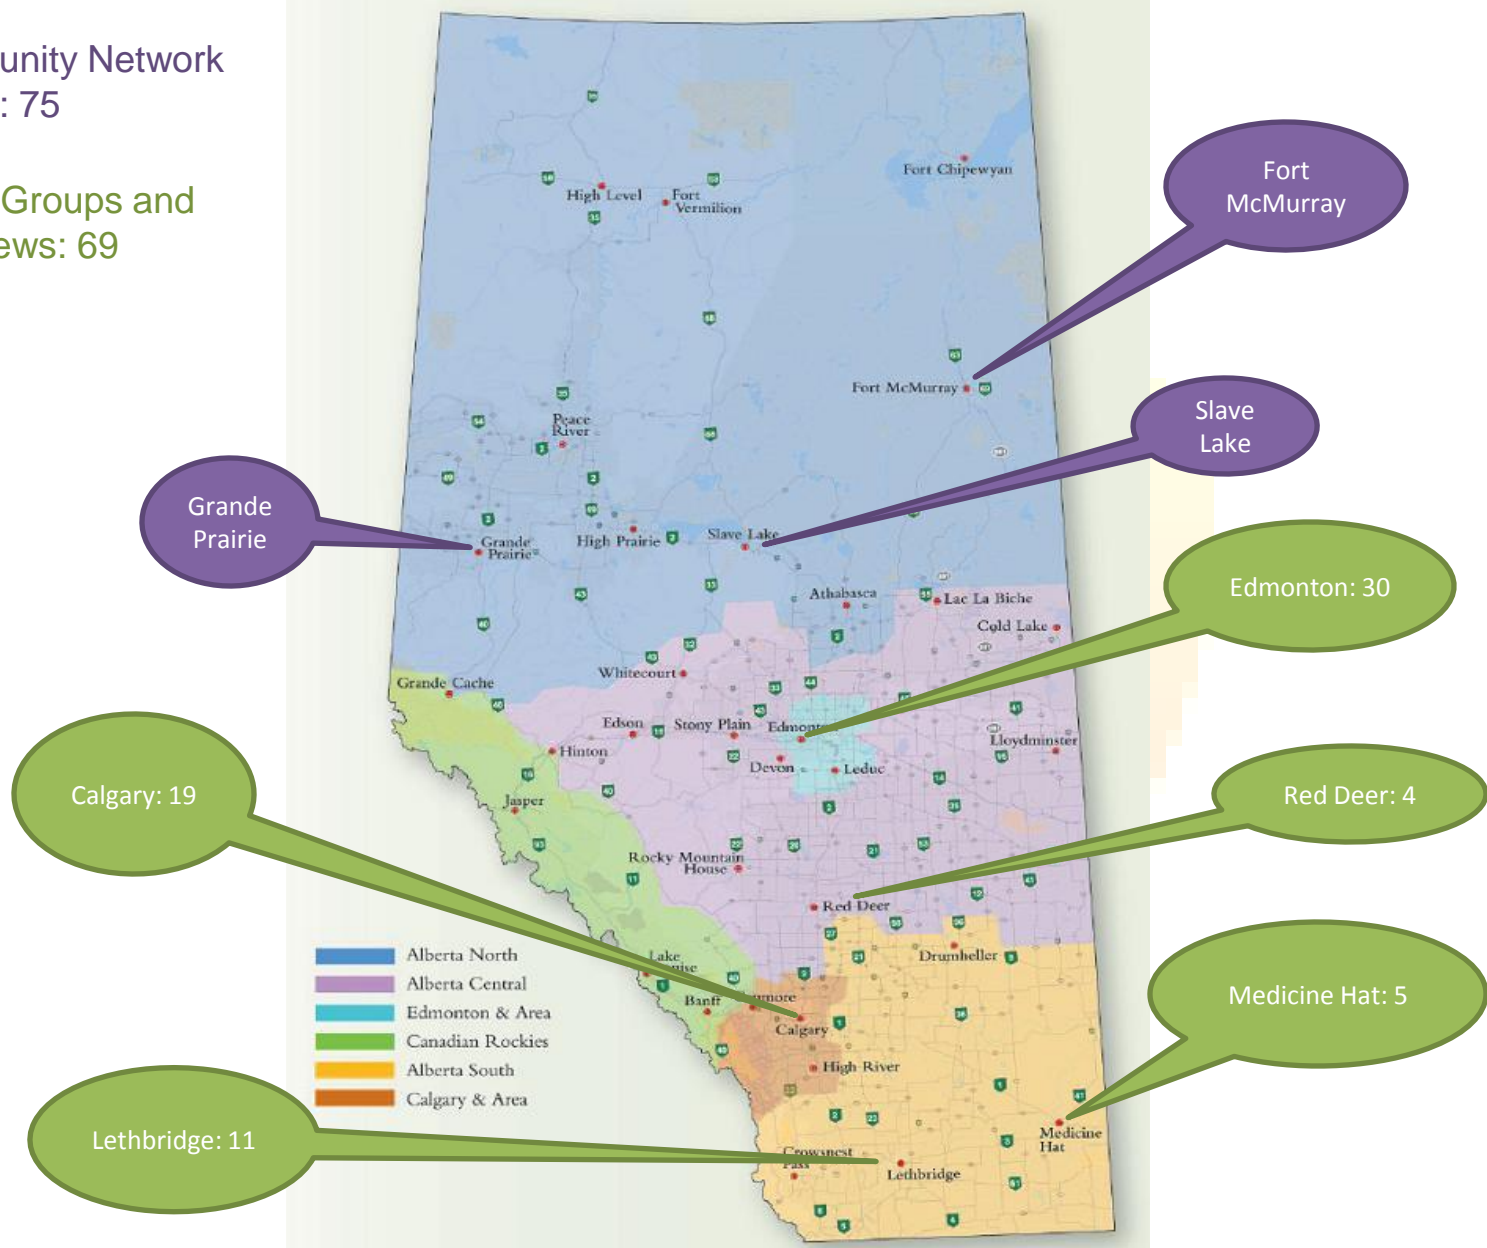 unity Network
: 75
Groups and
ews: 69
Fort Chipewyan
High Level
Fort
Vermilion
Fort
McMurray
Fort McMurray
Peace
River
Slave
Lake
Grande
Prairie
Grande
Prairie
High Prairie
Slave Lake
Edmonton: 30
Athabasca
Lac La Biche
Cold Lake
Whitecourt
Grande Cache
Edson
Stony Plain
Edmonton
Lloydminster
Hinton
Devon
Leduc
Calgary: 19
Jasper
Red Deer: 4
Rocky Mountain
House
Red Deer
Drumheller
Alberta North
Alberta Central
Edmonton & Area
Canadian Rockies
Alberta South
Calgary & Area
Lake
Banff
Calgary
High River
Medicine Hat: 5
Medicine
Hat
Lethbridge: 11
Crowsnest
Pass
Lethbridge